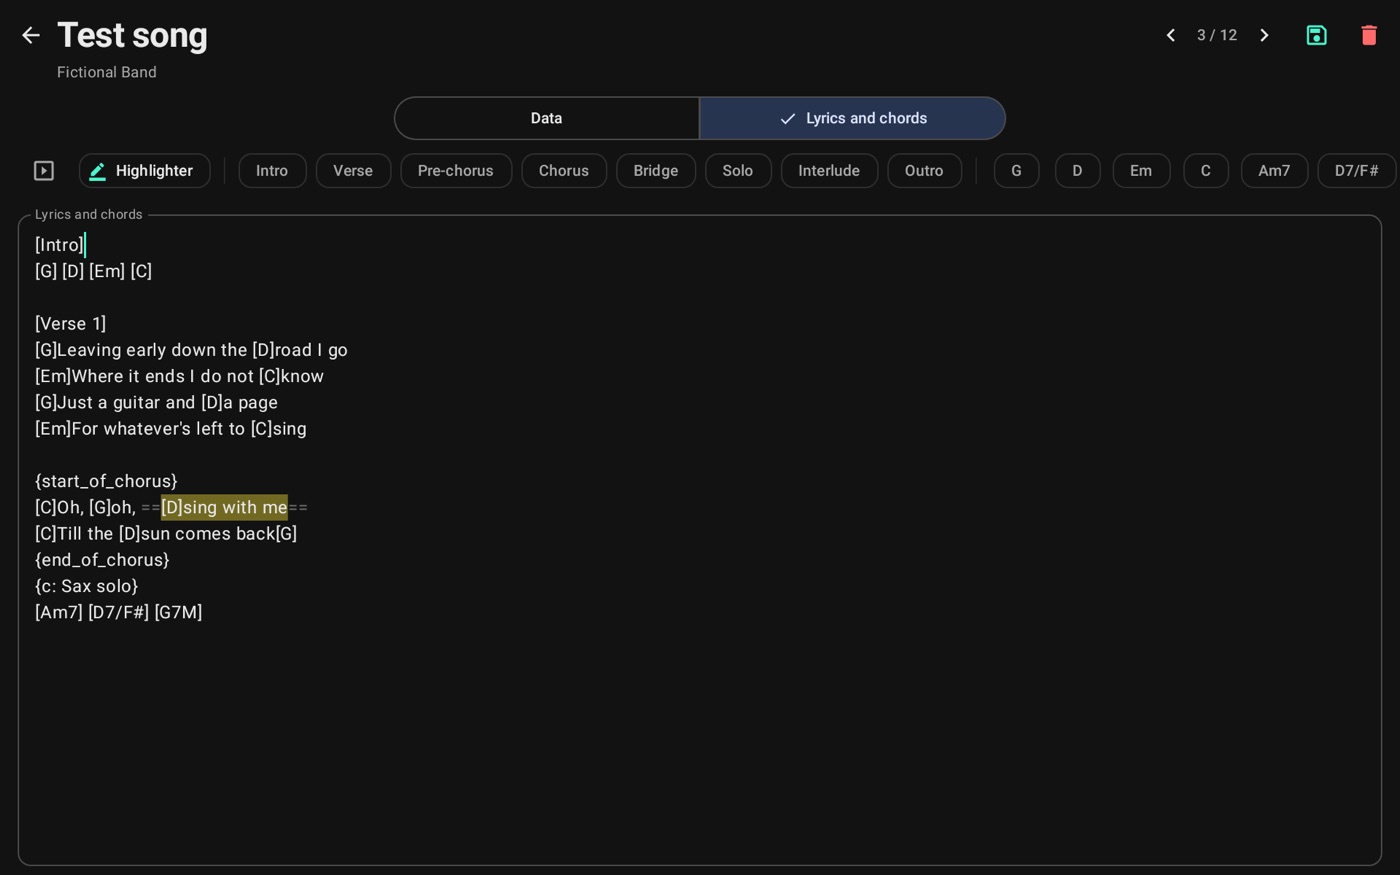 Test song
Fictional Band
3 / 12
Data
Lyrics and chords
Highlighter
Intro
Verse
Pre-chorus
Chorus
Bridge
Solo
Interlude
Outro
G
D
Em
C
Am7
D7/F#
Lyrics and chords
[Intro]
[G] [D] [Em] [C]
[Verse 1]
[G]Leaving early down the [D]road I go
[Em]Where it ends I do not [C]know
[G]Just a guitar and [D]a page
[Em]For whatever's left to [C]sing
{start_of_chorus}
[C]Oh, [G]oh, ==[D]sing with me==
[C]Till the [D]sun comes back[G]
{end_of_chorus}
{c: Sax solo}
[Am7] [D7/F#] [G7M]